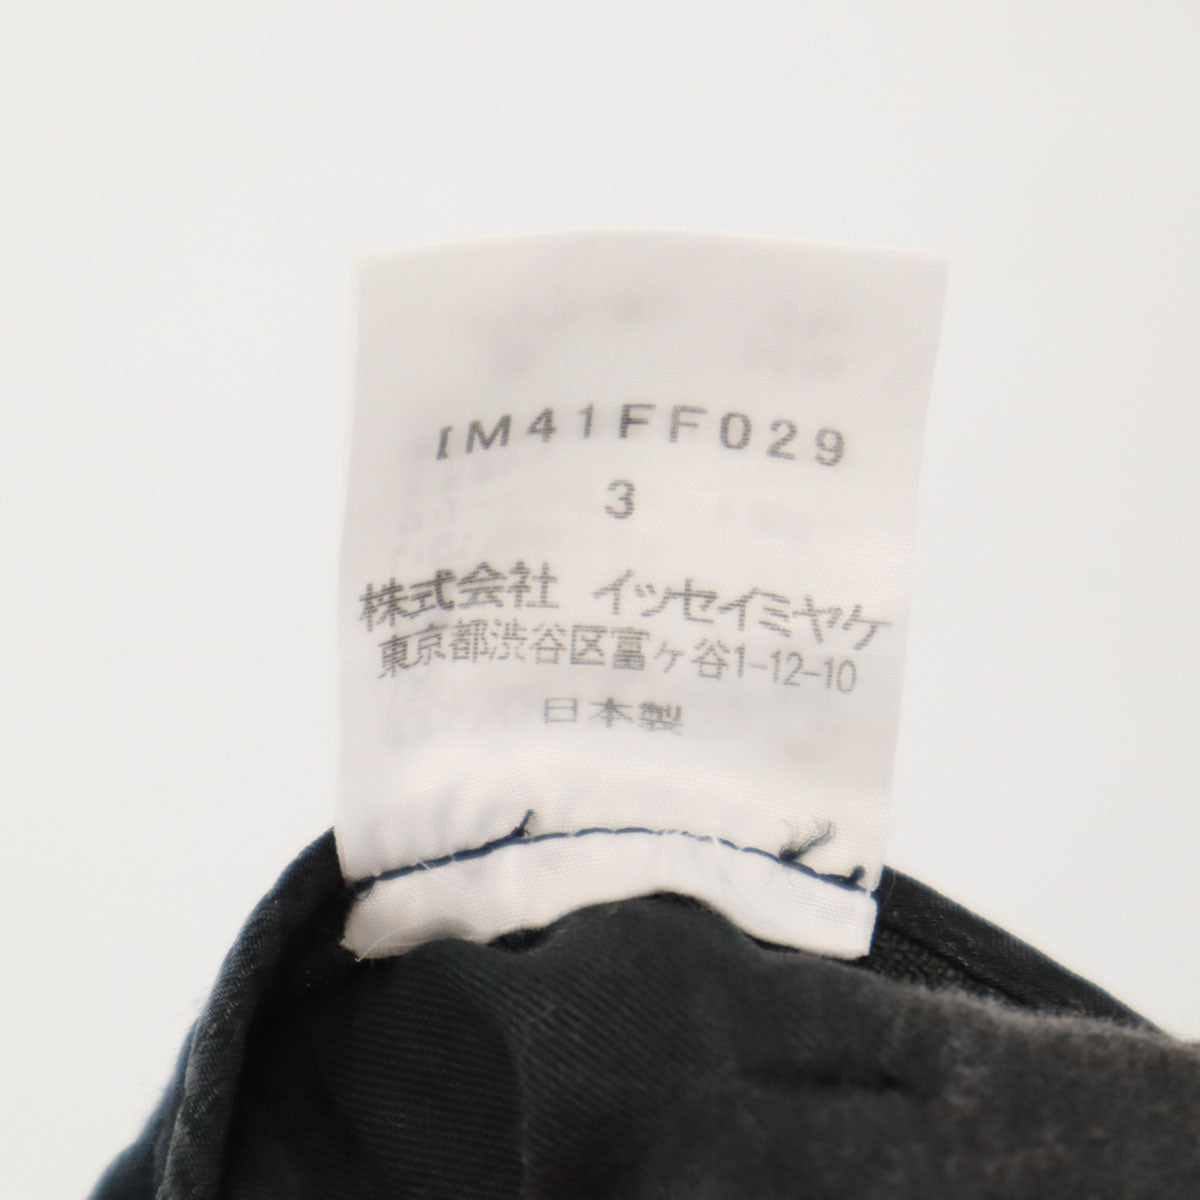 IM41FF029
3
株式会社 イッセイミヤケ
東京都渋谷区富ヶ谷1-12-10
日本製